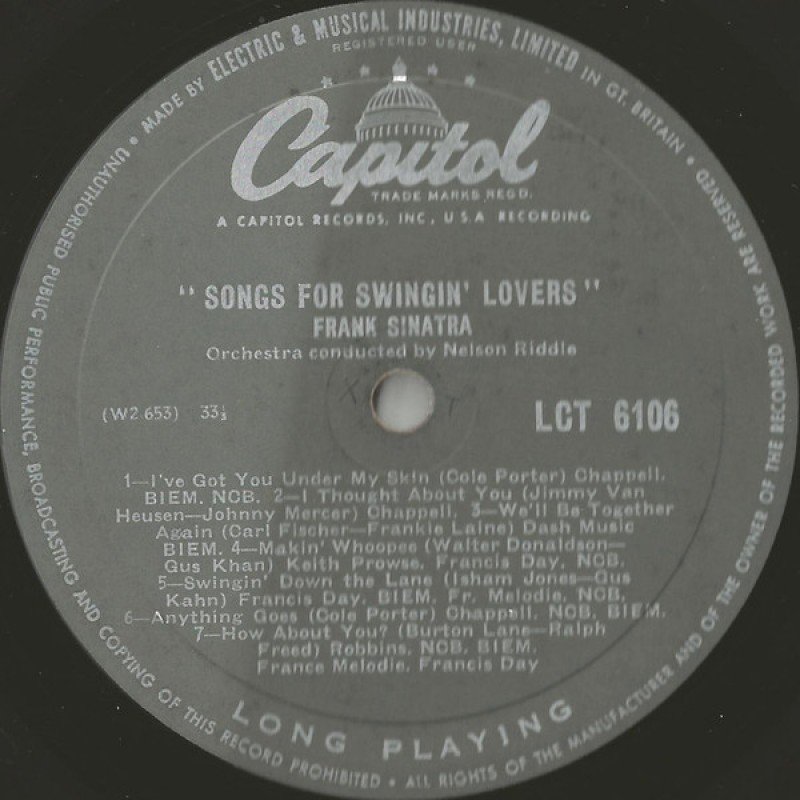 MADE BY ELECTRIC & MUSICAL INDUSTRIES, LIMITED IN GT. BRITAIN • ALL RIGHTS OF THE MANUFACTURER AND OF THE OWNER OF THE RECORDED WORK ARE RESERVED
UNAUTHORISED PUBLIC PERFORMANCE, BROADCASTING AND COPYING OF THIS RECORD PROHIBITED •
REGISTERED USER
Capitol
TRADE MARKS REGD.
A CAPITOL RECORDS, INC., U.S.A. RECORDING
"SONGS FOR SWINGIN' LOVERS"
FRANK SINATRA
Orchestra conducted by Nelson Riddle
(W2 653) 33⅓ LCT 6106
1—I've Got You Under My Skin (Cole Porter) Chappell.
BIEM. NCB. 2—I Thought About You (Jimmy Van
Heusen—Johnny Mercer) Chappell. 3—We'll Be Together
Again (Carl Fischer—Frankie Laine) Dash Music
BIEM. 4—Makin' Whoopee (Walter Donaldson—
Gus Khan) Keith Prowse. Francis Day. NCB.
5—Swingin' Down the Lane (Isham Jones—Gus
Kahn) Francis Day. BIEM. Fr. Melodie. NCB.
6—Anything Goes (Cole Porter) Chappell. NCB. BIEM.
7—How About You? (Burton Lane—Ralph
Freed) Robbins. NCB. BIEM.
France Melodie. Francis Day
LONG PLAYING